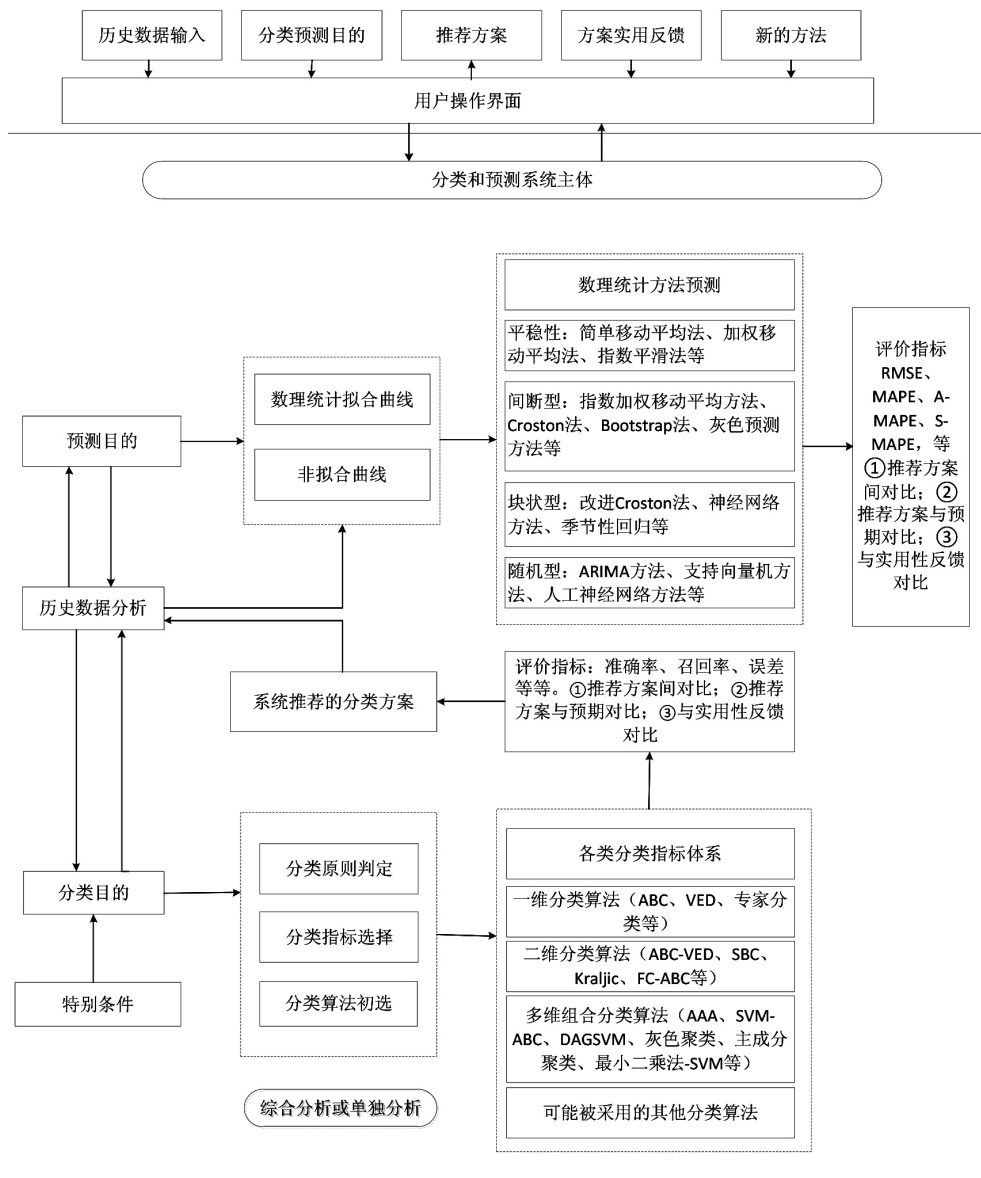 历史数据输入
分类预测目的
推荐方案
方案实用反馈
新的方法
用户操作界面
分类和预测系统主体
数理统计方法预测
平稳性：简单移动平均法、加权移
动平均法、指数平滑法等
间断型：指数加权移动平均方法、
Croston法、Bootstrap法、灰色预测
方法等
块状型：改进Croston法、神经网络
方法、季节性回归等
随机型：ARIMA方法、支持向量机方
法、人工神经网络方法等
评价指标
RMSE、
MAPE、A-
MAPE、S-
MAPE，等
①推荐方案
间对比；②
推荐方案与预
期对比；③
与实用性反馈
对比
数理统计拟合曲线
非拟合曲线
预测目的
历史数据分析
系统推荐的分类方案
评价指标：准确率、召回率、误差
等等。①推荐方案间对比；②推荐
方案与预期对比；③与实用性反馈
对比
分类目的
特别条件
分类原则判定
分类指标选择
分类算法初选
综合分析或单独分析
各类分类指标体系
一维分类算法（ABC、VED、专家分
类等）
二维分类算法（ABC-VED、SBC、
Kraljic、FC-ABC等）
多维组合分类算法（AAA、SVM-
ABC、DAGSVM、灰色聚类、主成分
聚类、最小二乘法-SVM等）
可能被采用的其他分类算法